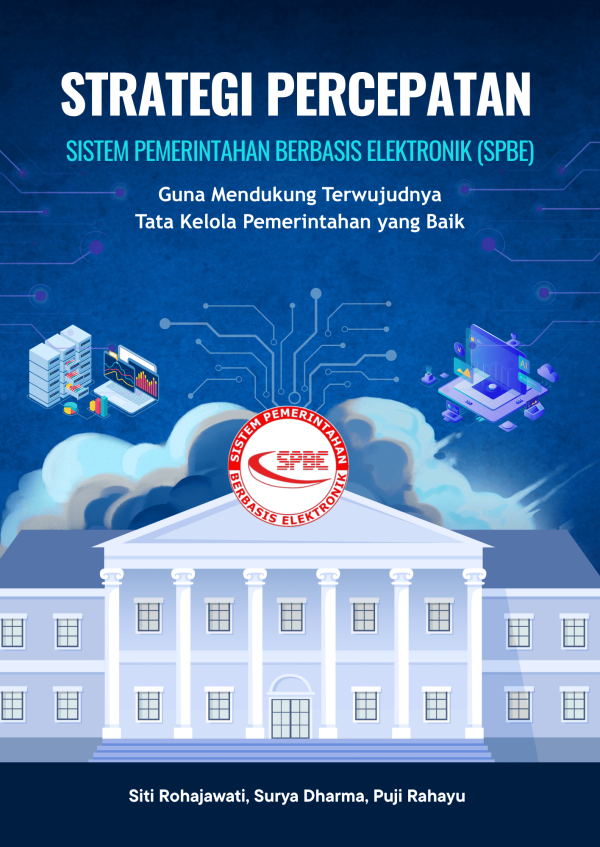 STRATEGI PERCEPATAN
SISTEM PEMERINTAHAN BERBASIS ELEKTRONIK (SPBE)
Guna Mendukung Terwujudnya
Tata Kelola Pemerintahan yang Baik
SISTEM PEMERINTAHAN
SPBE
BERBASIS ELEKTRONIK
Siti Rohajawati, Surya Dharma, Puji Rahayu